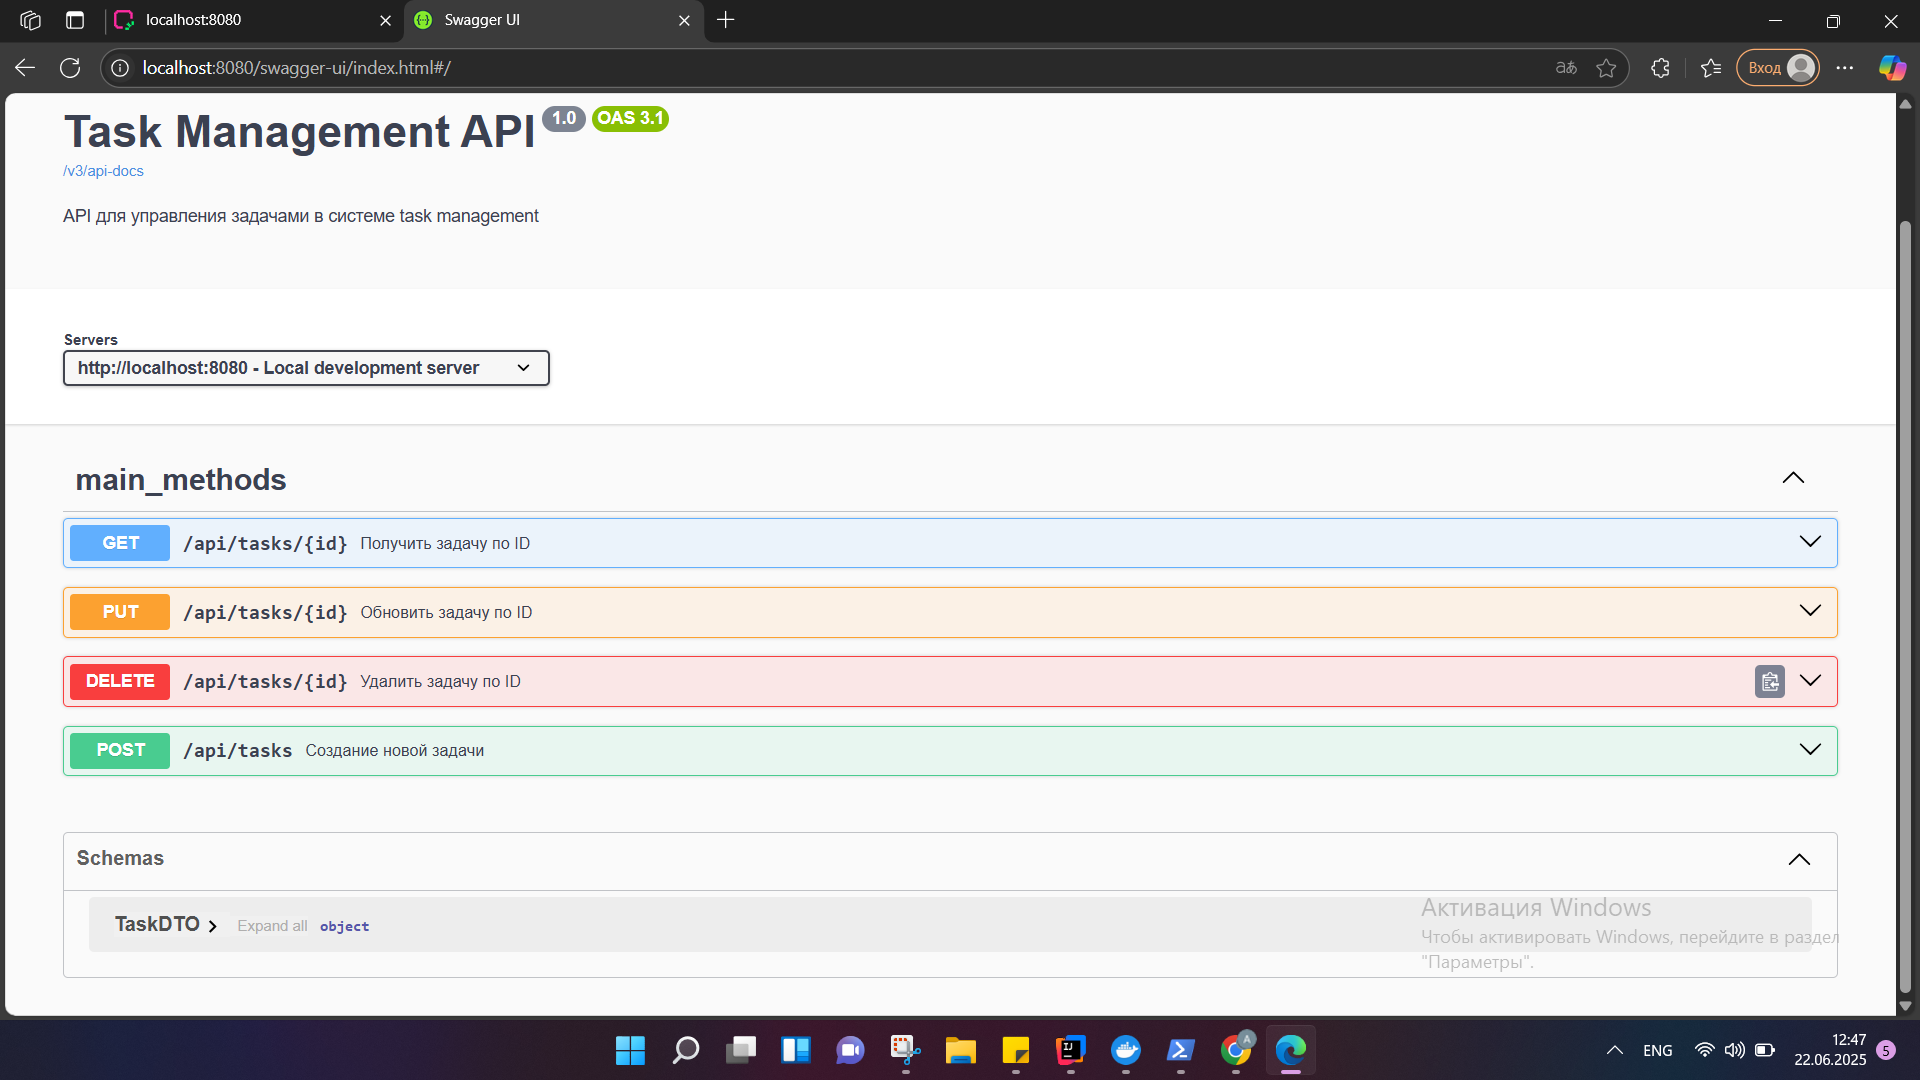 localhost:8080
Swagger UI
localhost:8080/swagger-ui/index.html#/
Вход
Task Management API 1.0 OAS 3.1
/v3/api-docs
API для управления задачами в системе task management
Servers
http://localhost:8080 - Local development server
main_methods
GET /api/tasks/{id} Получить задачу по ID
PUT /api/tasks/{id} Обновить задачу по ID
DELETE /api/tasks/{id} Удалить задачу по ID
POST /api/tasks Создание новой задачи
Schemas
TaskDTO Expand all object
Активация Windows
Чтобы активировать Windows, перейдите в раздел
"Параметры".
ENG
12:47
22.06.2025
5